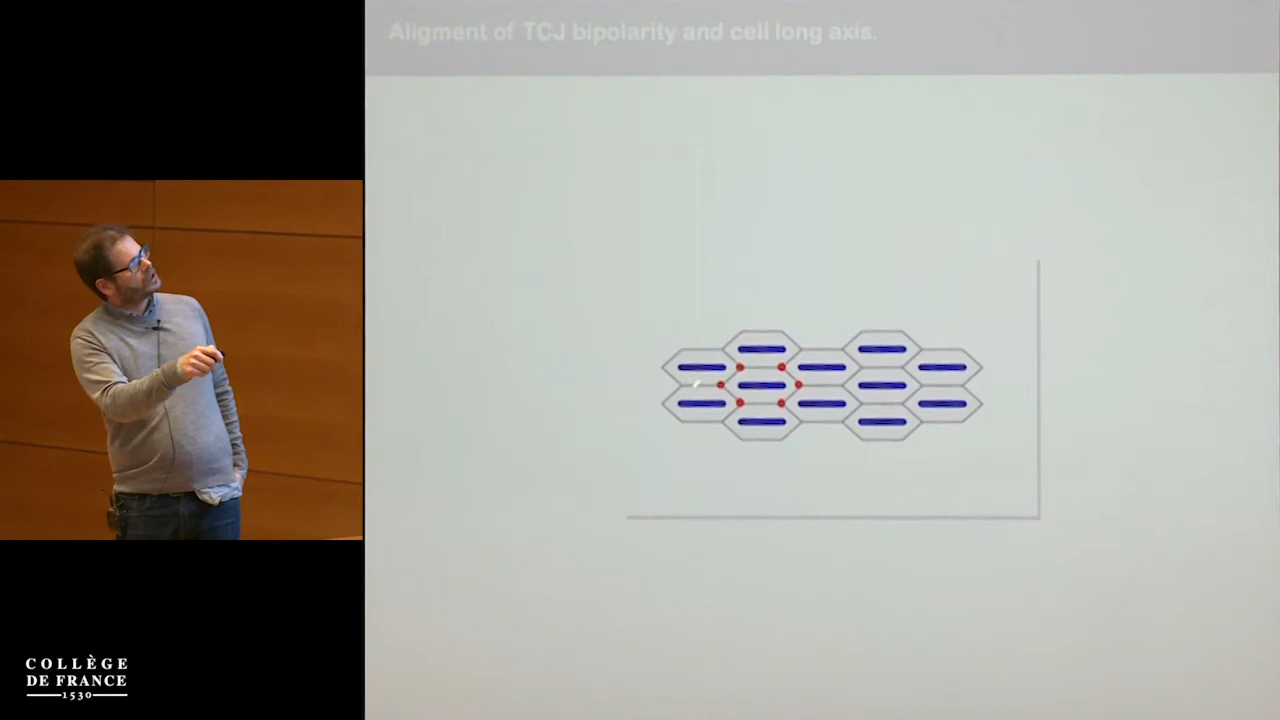 Aligment of TCJ bipolarity and cell long axis.
COLLÈGE
DE FRANCE
1530